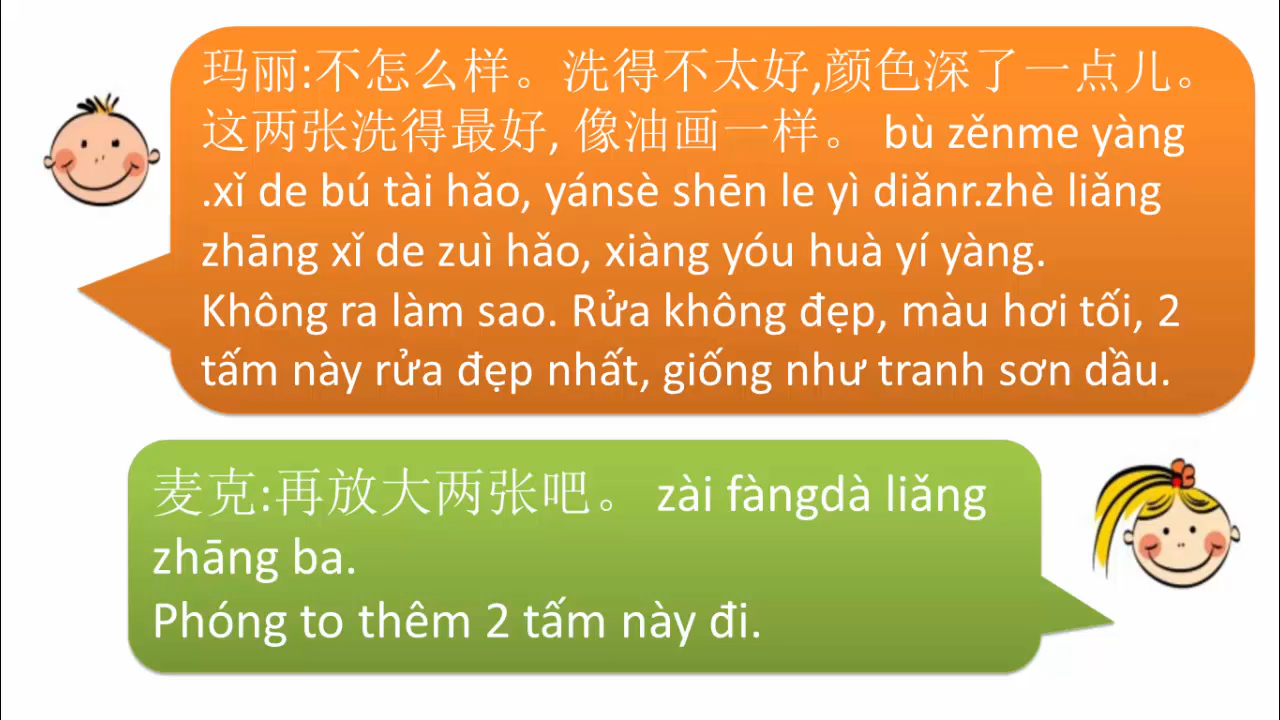 玛丽:不怎么样。洗得不太好,颜色深了一点儿。
这两张洗得最好, 像油画一样。 bù zěnme yàng
.xǐ de bú tài hǎo, yánsè shēn le yì diǎnr.zhè liǎng
zhāng xǐ de zuì hǎo, xiàng yóu huà yí yàng.
Không ra làm sao. Rửa không đẹp, màu hơi tối, 2
tấm này rửa đẹp nhất, giống như tranh sơn dầu.
麦克:再放大两张吧。 zài fàngdà liǎng
zhāng ba.
Phóng to thêm 2 tấm này đi.